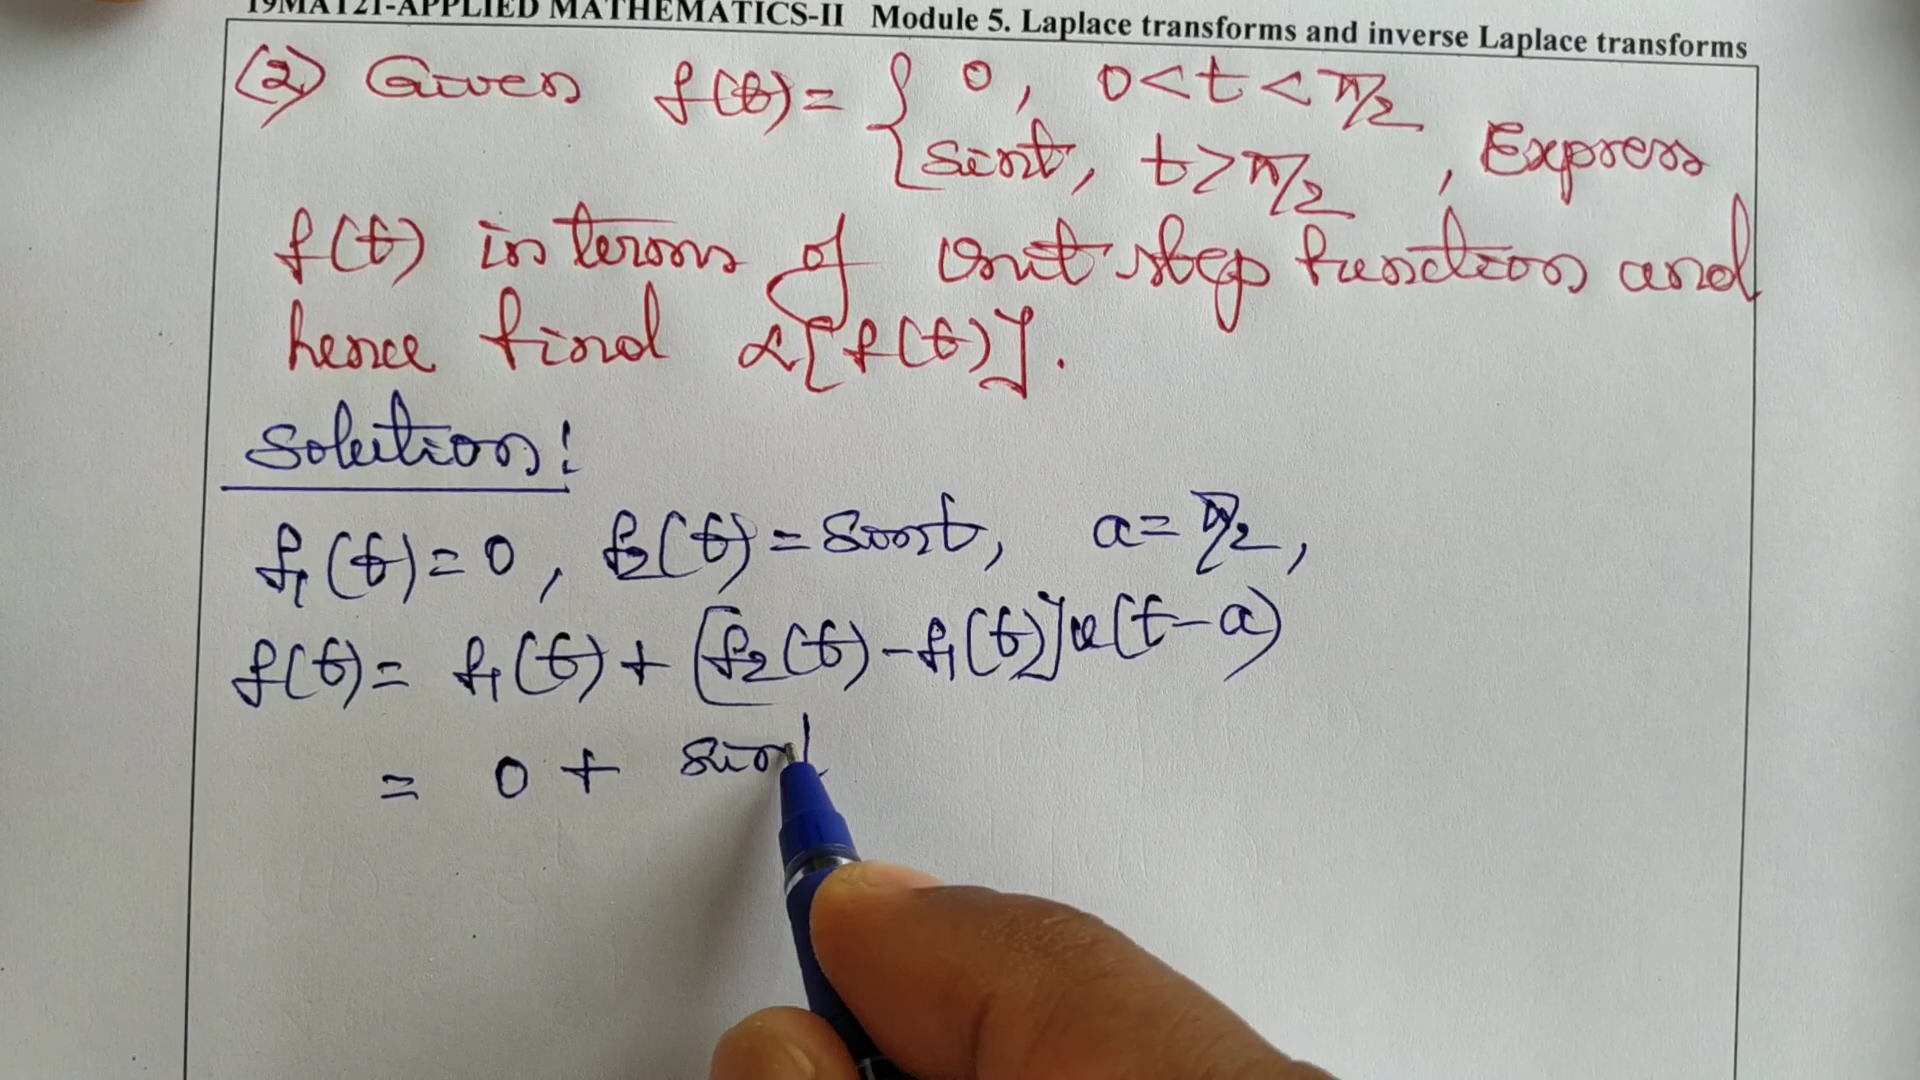 19MAT21-APPLIED MATHEMATICS-II Module 5. Laplace transforms and inverse Laplace transforms
(2) Given f(t) = { 0, 0<t<π/2
sint, t>π/2 , Express
f(t) in terms of unit step function and
hence find L[f(t)].
Solution:
f₁(t)=0, f₂(t)=sint, a=π/2,
f(t)= f₁(t)+[f₂(t)-f₁(t)]u(t-a)
= 0 + sin